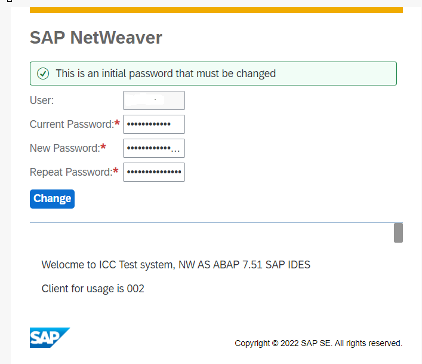 SAP NetWeaver
This is an initial password that must be changed
User:
Current Password:* ••••••••••••
New Password:* ••••••••••••...
Repeat Password:* •••••••••••••••
Change
Welocme to ICC Test system, NW AS ABAP 7.51 SAP IDES
Client for usage is 002
SAP
Copyright © 2022 SAP SE. All rights reserved.